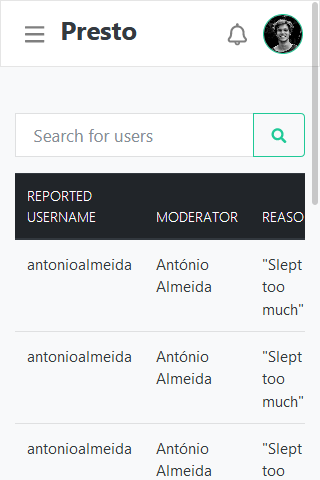 Presto
Search for users
REPORTED
USERNAME MODERATOR REASO
antonioalmeida António "Slept
Almeida too
much"
antonioalmeida António "Slept
Almeida too
much"
antonioalmeida António "Slept
Almeida too